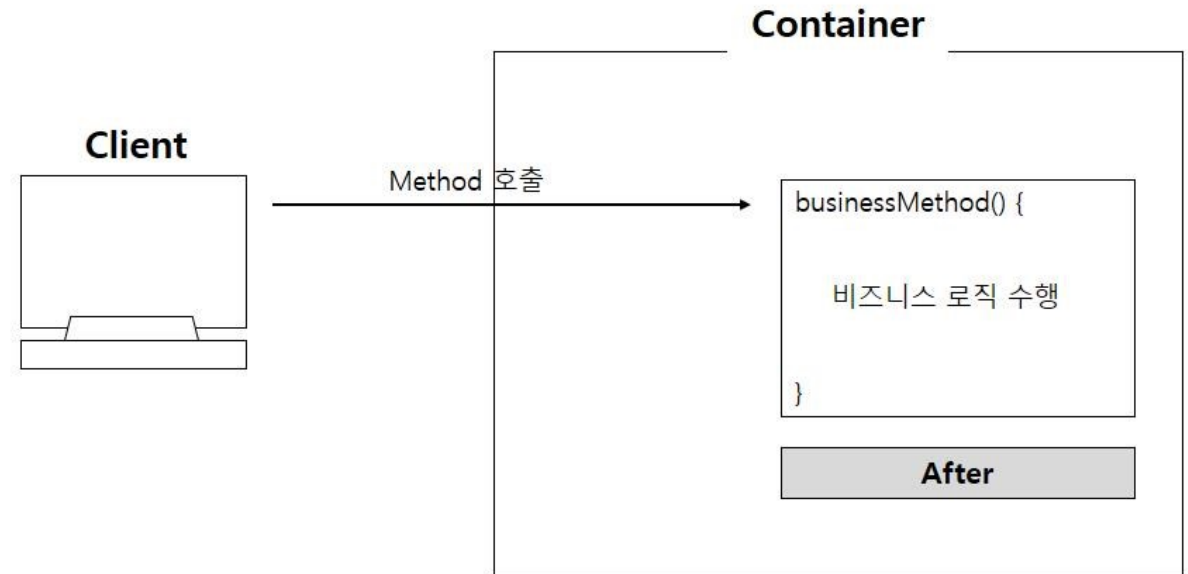 Container
Client
Method 호출
businessMethod() {
비즈니스 로직 수행
}
After